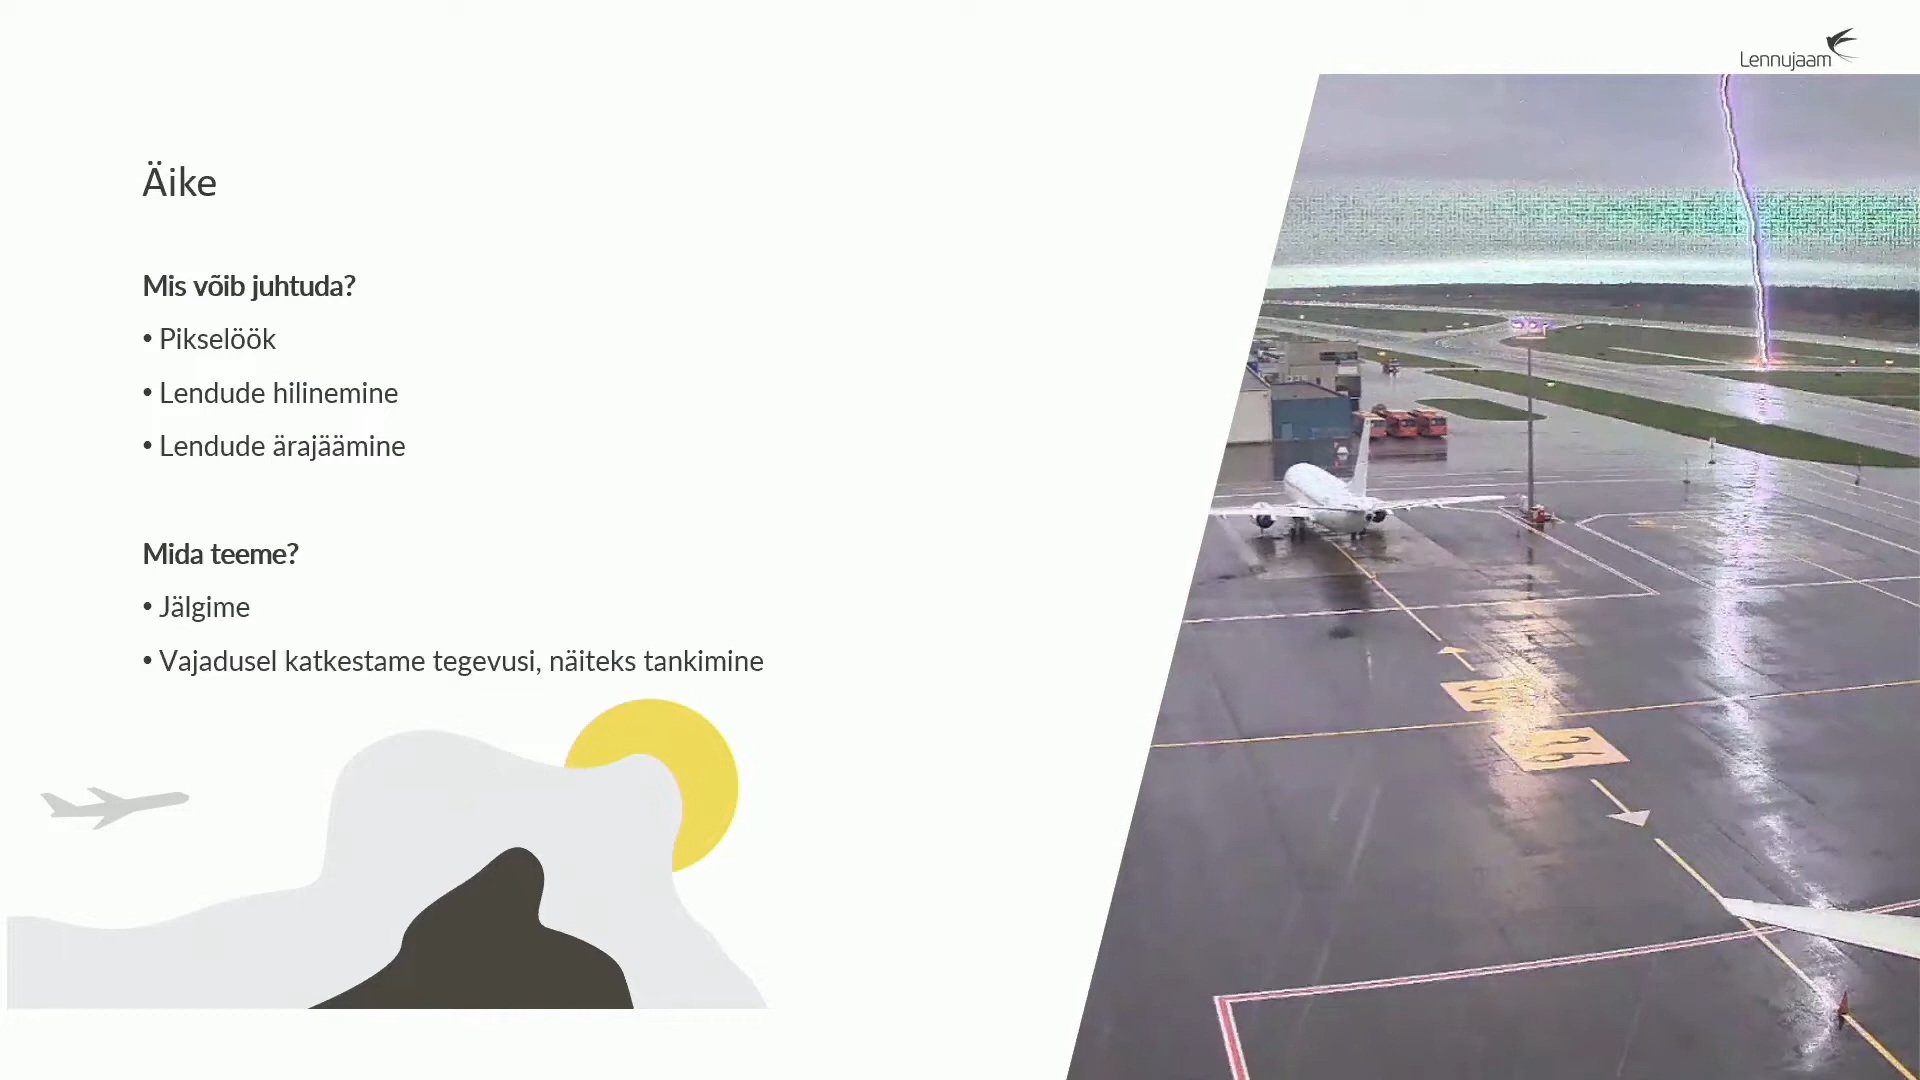 Lennujaam
Äike
Mis võib juhtuda?
• Pikselöök
• Lendude hilinemine
• Lendude ärajäämine
Mida teeme?
• Jälgime
• Vajadusel katkestame tegevusi, näiteks tankimine